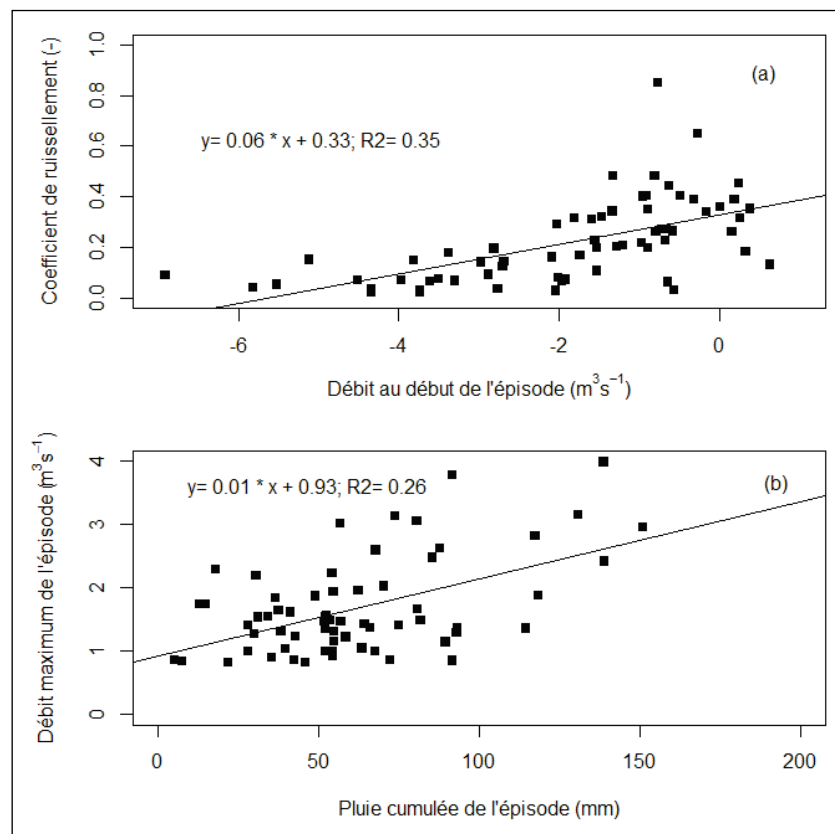 Coefficient de ruissellement (-)
1.0
0.8
0.6
0.4
0.2
0.0
(a)
y= 0.06 * x + 0.33; R2= 0.35
-6
-4
-2
0
Débit au début de l'épisode (m³s⁻¹)
Débit maximum de l'épisode (m³s⁻¹)
4
3
2
1
0
y= 0.01 * x + 0.93; R2= 0.26
(b)
0
50
100
150
200
Pluie cumulée de l'épisode (mm)